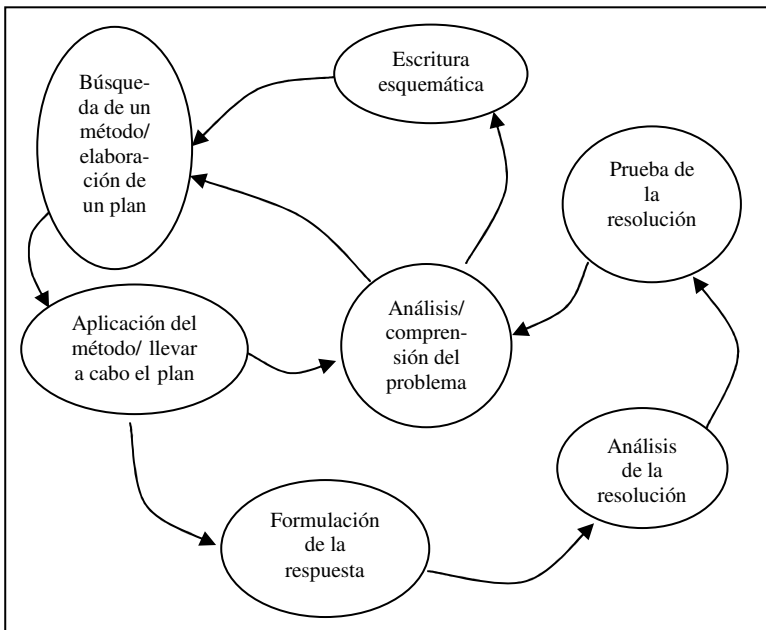 Escritura
esquemática
Búsque-
da de un
método/
elabora-
ción de
un plan
Prueba de
la
resolución
Análisis/
compren-
sión del
problema
Aplicación del
método/ llevar
a cabo el plan
Análisis
de la
resolución
Formulación
de la
respuesta